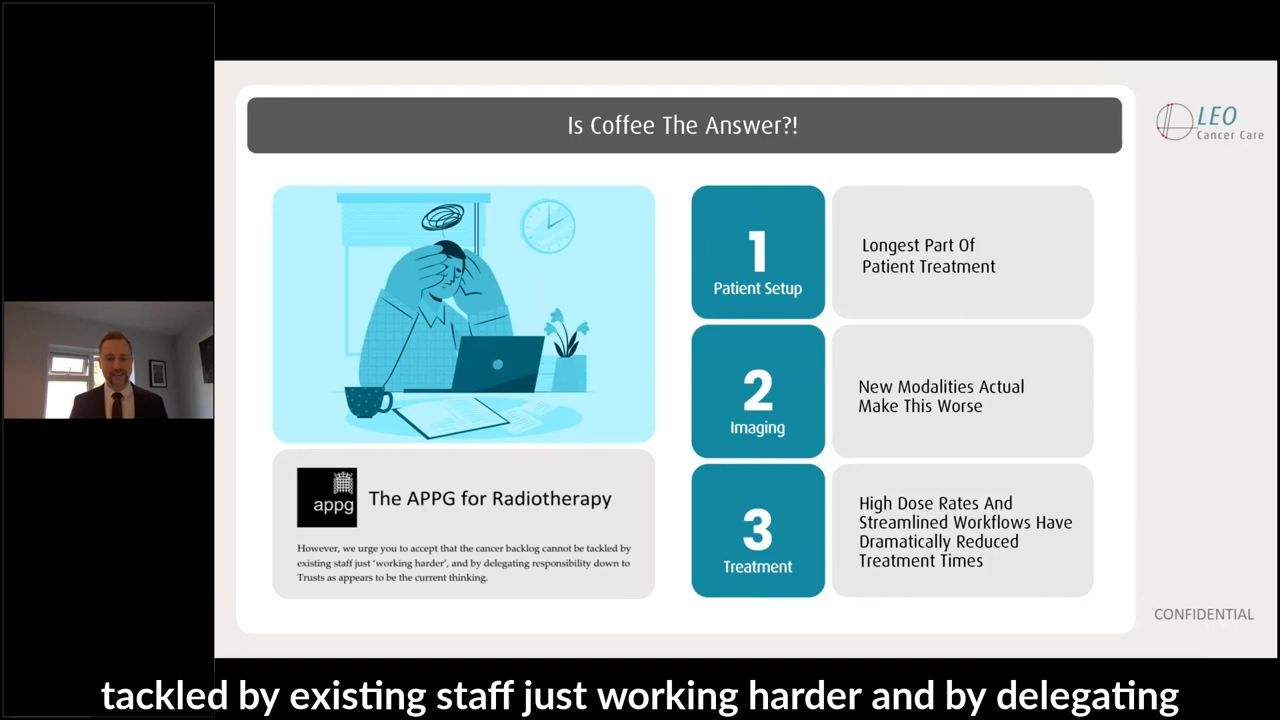 Is Coffee The Answer?!
LEO
Cancer Care
1
Patient Setup
Longest Part Of
Patient Treatment
2
Imaging
New Modalities Actual
Make This Worse
appg
The APPG for Radiotherapy
However, we urge you to accept that the cancer backlog cannot be tackled by
existing staff just ‘working harder’, and by delegating responsibility down to
Trusts as appears to be the current thinking.
3
Treatment
High Dose Rates And
Streamlined Workflows Have
Dramatically Reduced
Treatment Times
CONFIDENTIAL
tackled by existing staff just working harder and by delegating